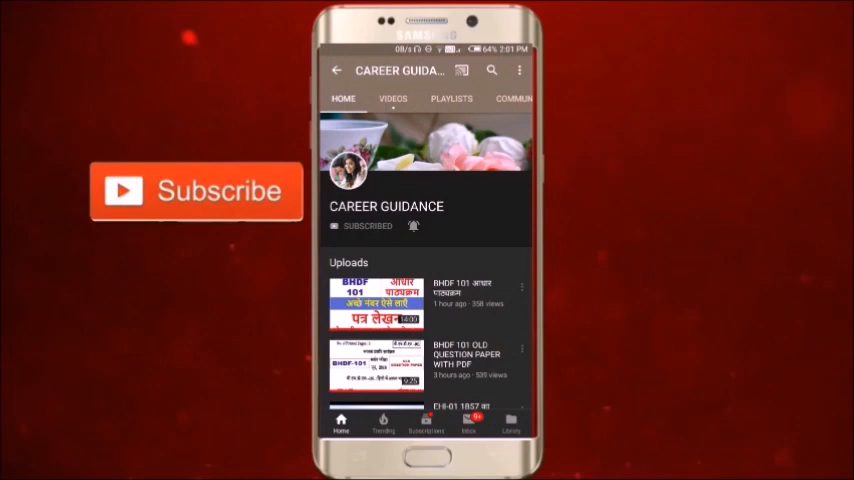 SAMSUNG
64% 2:01 PM
CAREER GUIDA...
HOME VIDEOS PLAYLISTS COMMUN
Subscribe
CAREER GUIDANCE
SUBSCRIBED
Uploads
BHDF 101
आधार पाठ्यक्रम
अच्छे नंबर ऐसे लाएँ
पत्र लेखन
14:00
BHDF 101 आधार
पाठ्यक्रम
1 hour ago · 358 views
BHDF-101
9:25
BHDF 101 OLD
QUESTION PAPER
WITH PDF
3 hours ago · 539 views
EHI-01 1857 का
Home Trending Subscriptions Inbox 9+ Library